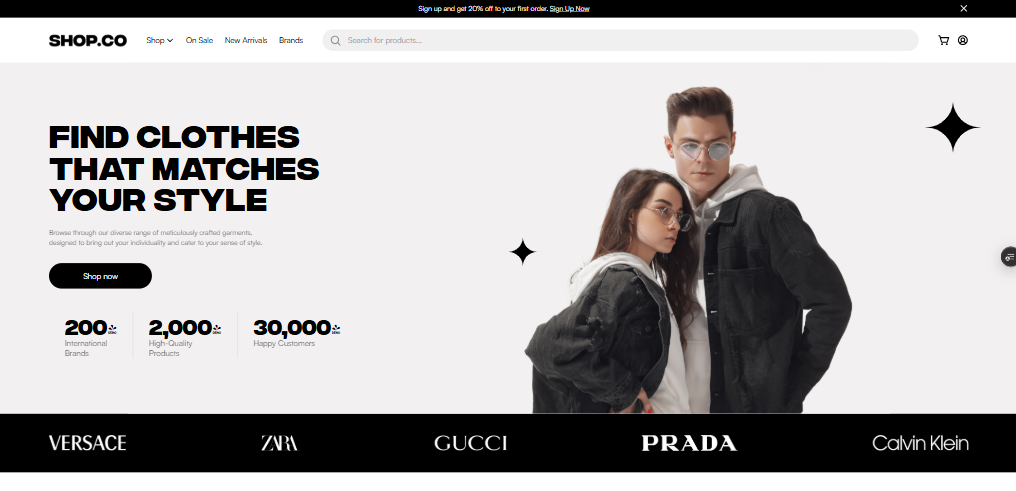 Sign up and get 20% off to your first order. Sign Up Now
SHOP.CO
Shop
On Sale
New Arrivals
Brands
Search for products...
FIND CLOTHES
THAT MATCHES
YOUR STYLE
Browse through our diverse range of meticulously crafted garments,
designed to bring out your individuality and cater to your sense of style.
Shop now
200
International
Brands
2,000
High-Quality
Products
30,000
Happy Customers
VERSACE
ZARA
GUCCI
PRADA
Calvin Klein